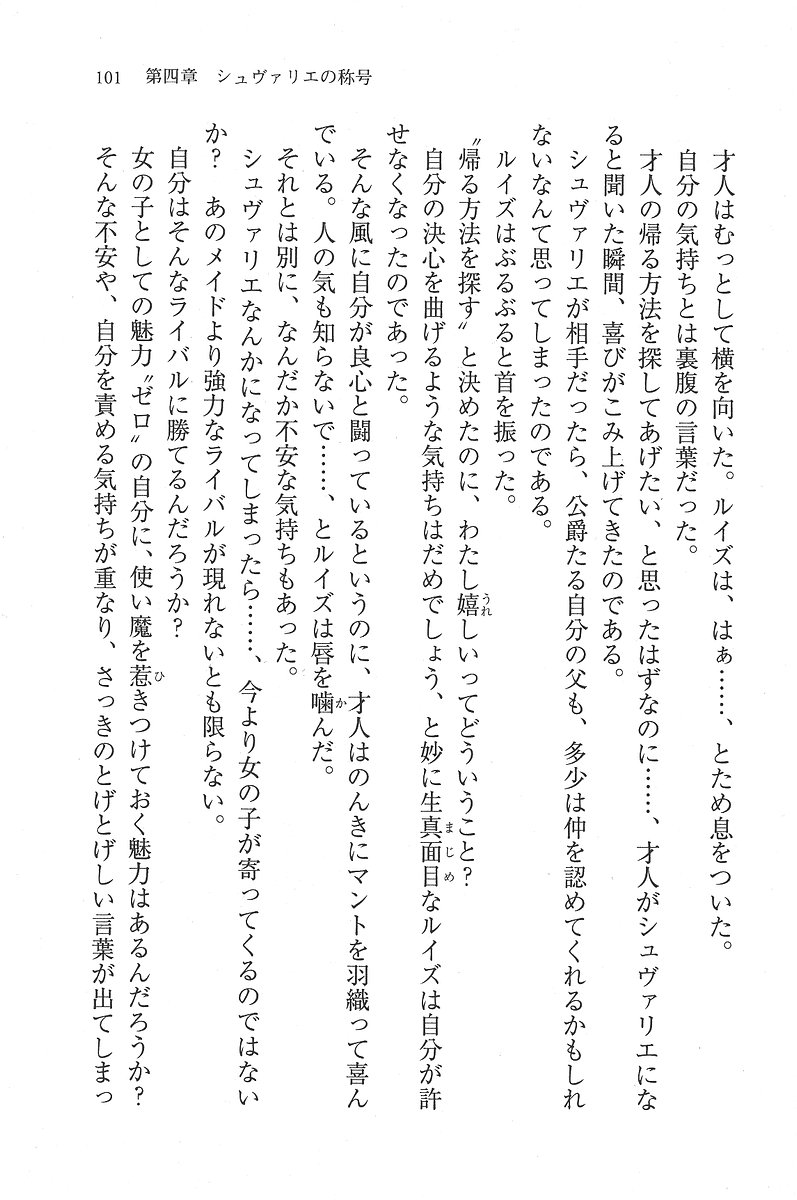 101　第四章　シュヴァリエの称号
　才人はむっとして横を向いた。ルイズは、はぁ……、とため息をついた。
　自分の気持ちとは裏腹の言葉だった。
　才人の帰る方法を探してあげたい、と思ったはずなのに……、才人がシュヴァリエにな
ると聞いた瞬間、喜びがこみ上げてきたのである。
　シュヴァリエが相手だったら、公爵たる自分の父も、多少は仲を認めてくれるかもしれ
ないなんて思ってしまったのである。
　ルイズはぶるぶると首を振った。
〝帰る方法を探す〟と決めたのに、わたし嬉しいってどういうこと？
　自分の決心を曲げるような気持ちはだめでしょう、と妙に生真面目なルイズは自分が許
せなくなったのであった。
　そんな風に自分が良心と闘っているというのに、才人はのんきにマントを羽織って喜ん
でいる。人の気も知らないで……、とルイズは唇を噛んだ。
　それとは別に、なんだか不安な気持ちもあった。
　シュヴァリエなんかになってしまったら……、今より女の子が寄ってくるのではない
か？　あのメイドより強力なライバルが現れないとも限らない。
　自分はそんなライバルに勝てるんだろうか？
　女の子としての魅力〝ゼロ〟の自分に、使い魔を惹きつけておく魅力はあるんだろうか？
　そんな不安や、自分を責める気持ちが重なり、さっきのとげとげしい言葉が出てしまっ